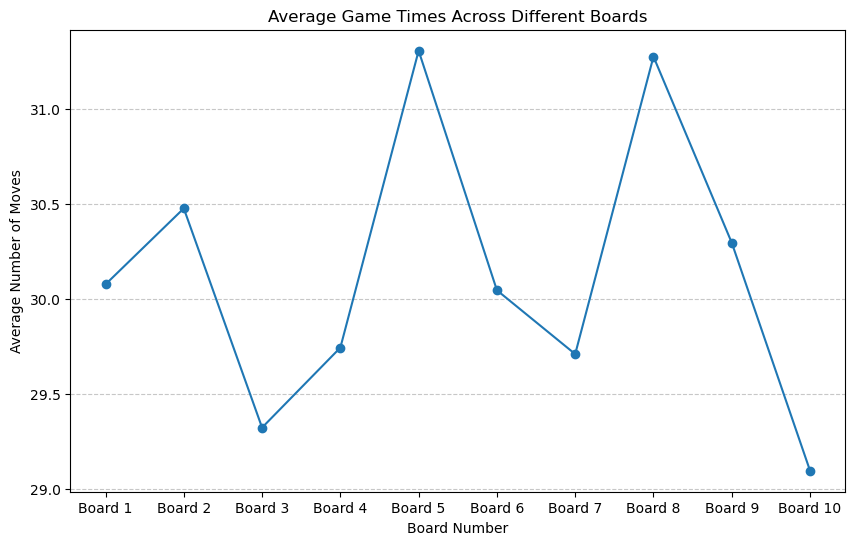 Average Game Times Across Different Boards
Average Number of Moves
31.0
30.5
30.0
29.5
29.0
Board 1 Board 2 Board 3 Board 4 Board 5 Board 6 Board 7 Board 8 Board 9 Board 10
Board Number